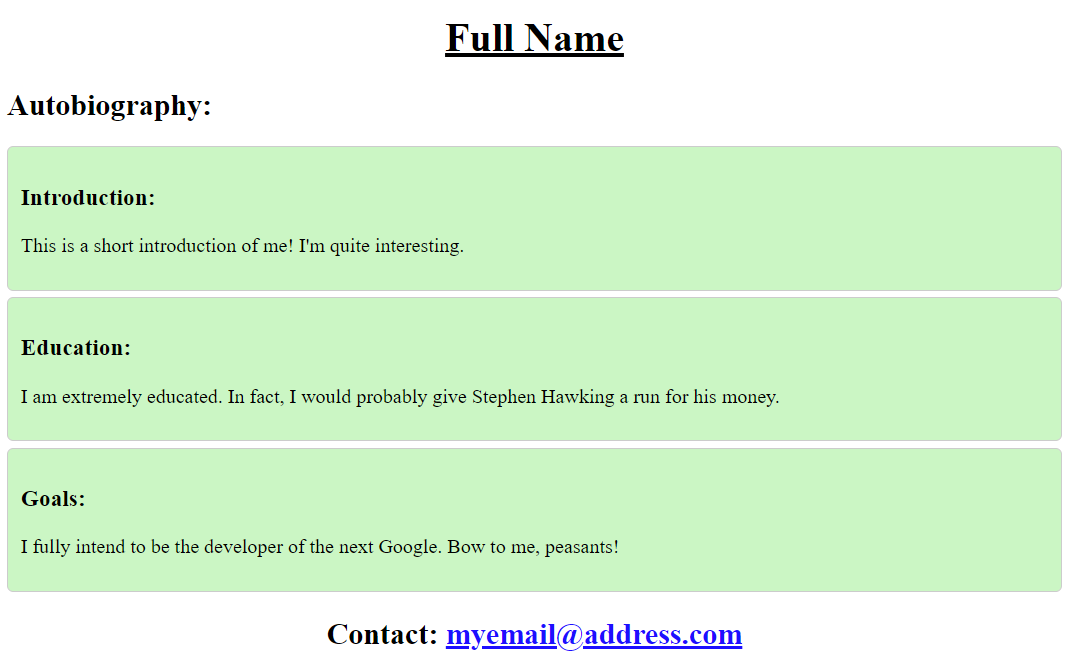 Full Name
Autobiography:
Introduction:
This is a short introduction of me! I'm quite interesting.
Education:
I am extremely educated. In fact, I would probably give Stephen Hawking a run for his money.
Goals:
I fully intend to be the developer of the next Google. Bow to me, peasants!
Contact: myemail@address.com